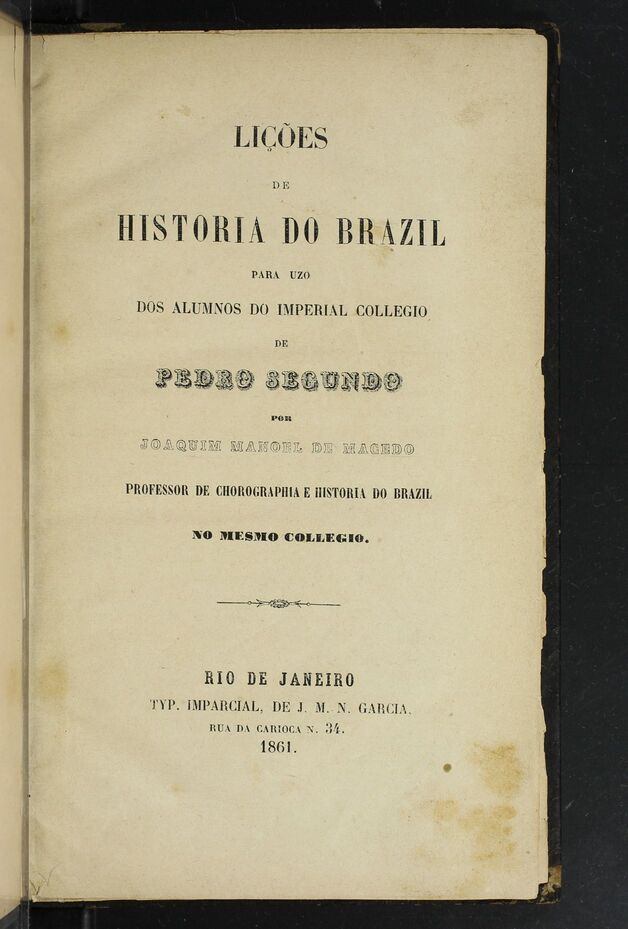 LIÇÕES
DE
HISTORIA DO BRAZIL
PARA UZO
DOS ALUMNOS DO IMPERIAL COLLEGIO
DE
PEDRO SEGUNDO
POR
JOAQUIM MANOEL DE MACEDO
PROFESSOR DE CHOROGRAPHIA E HISTORIA DO BRAZIL
NO MESMO COLLEGIO.
RIO DE JANEIRO
TYP. IMPARCIAL, DE J. M. N. GARCIA.
RUA DA CARIOCA N. 34.
1861.